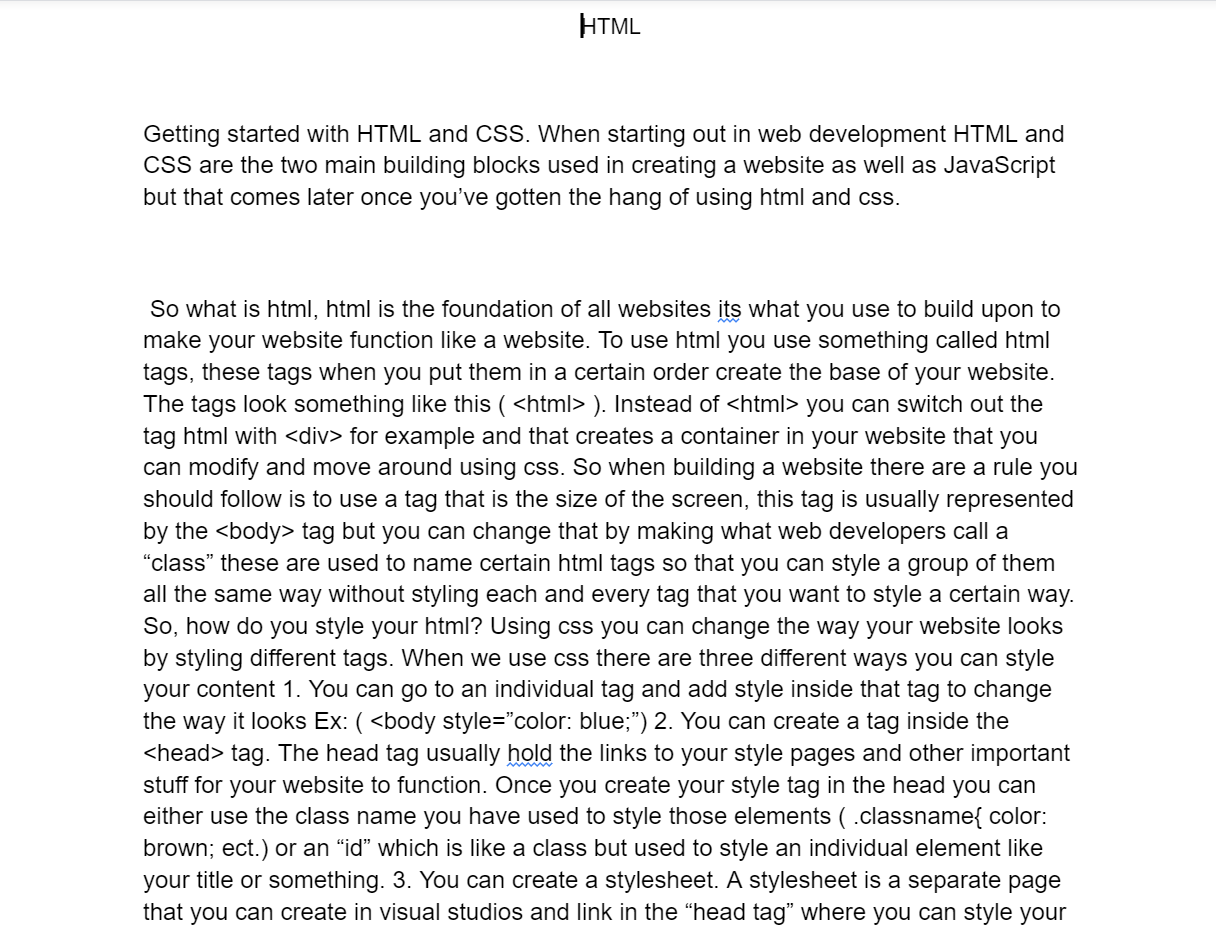 HTML
Getting started with HTML and CSS. When starting out in web development HTML and
CSS are the two main building blocks used in creating a website as well as JavaScript
but that comes later once you’ve gotten the hang of using html and css.
So what is html, html is the foundation of all websites its what you use to build upon to
make your website function like a website. To use html you use something called html
tags, these tags when you put them in a certain order create the base of your website.
The tags look something like this ( <html> ). Instead of <html> you can switch out the
tag html with <div> for example and that creates a container in your website that you
can modify and move around using css. So when building a website there are a rule you
should follow is to use a tag that is the size of the screen, this tag is usually represented
by the <body> tag but you can change that by making what web developers call a
“class” these are used to name certain html tags so that you can style a group of them
all the same way without styling each and every tag that you want to style a certain way.
So, how do you style your html? Using css you can change the way your website looks
by styling different tags. When we use css there are three different ways you can style
your content 1. You can go to an individual tag and add style inside that tag to change
the way it looks Ex: ( <body style=”color: blue;”) 2. You can create a tag inside the
<head> tag. The head tag usually hold the links to your style pages and other important
stuff for your website to function. Once you create your style tag in the head you can
either use the class name you have used to style those elements ( .classname{ color:
brown; ect.) or an “id” which is like a class but used to style an individual element like
your title or something. 3. You can create a stylesheet. A stylesheet is a separate page
that you can create in visual studios and link in the “head tag” where you can style your